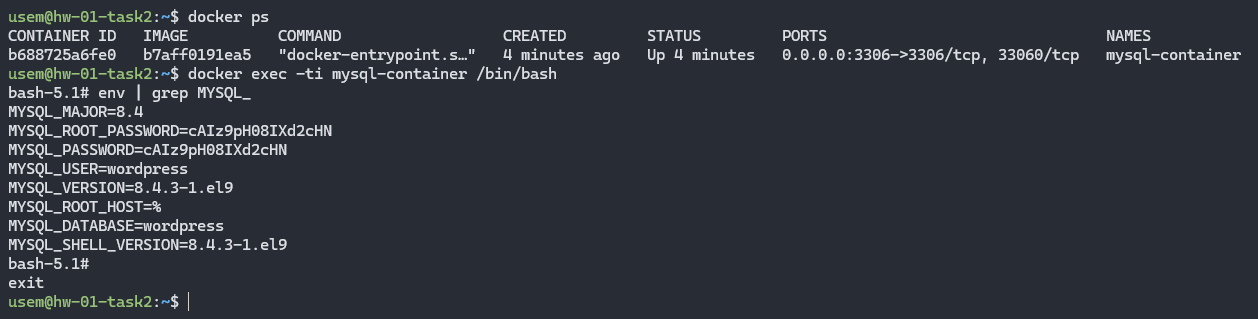 usem@hw-01-task2:~$ docker ps
CONTAINER ID   IMAGE          COMMAND                  CREATED         STATUS         PORTS                               NAMES
b688725a6fe0   b7aff0191ea5   "docker-entrypoint.s…"   4 minutes ago   Up 4 minutes   0.0.0.0:3306->3306/tcp, 33060/tcp   mysql-container
usem@hw-01-task2:~$ docker exec -ti mysql-container /bin/bash
bash-5.1# env | grep MYSQL_
MYSQL_MAJOR=8.4
MYSQL_ROOT_PASSWORD=cAIz9pH08IXd2cHN
MYSQL_PASSWORD=cAIz9pH08IXd2cHN
MYSQL_USER=wordpress
MYSQL_VERSION=8.4.3-1.el9
MYSQL_ROOT_HOST=%
MYSQL_DATABASE=wordpress
MYSQL_SHELL_VERSION=8.4.3-1.el9
bash-5.1#
exit
usem@hw-01-task2:~$